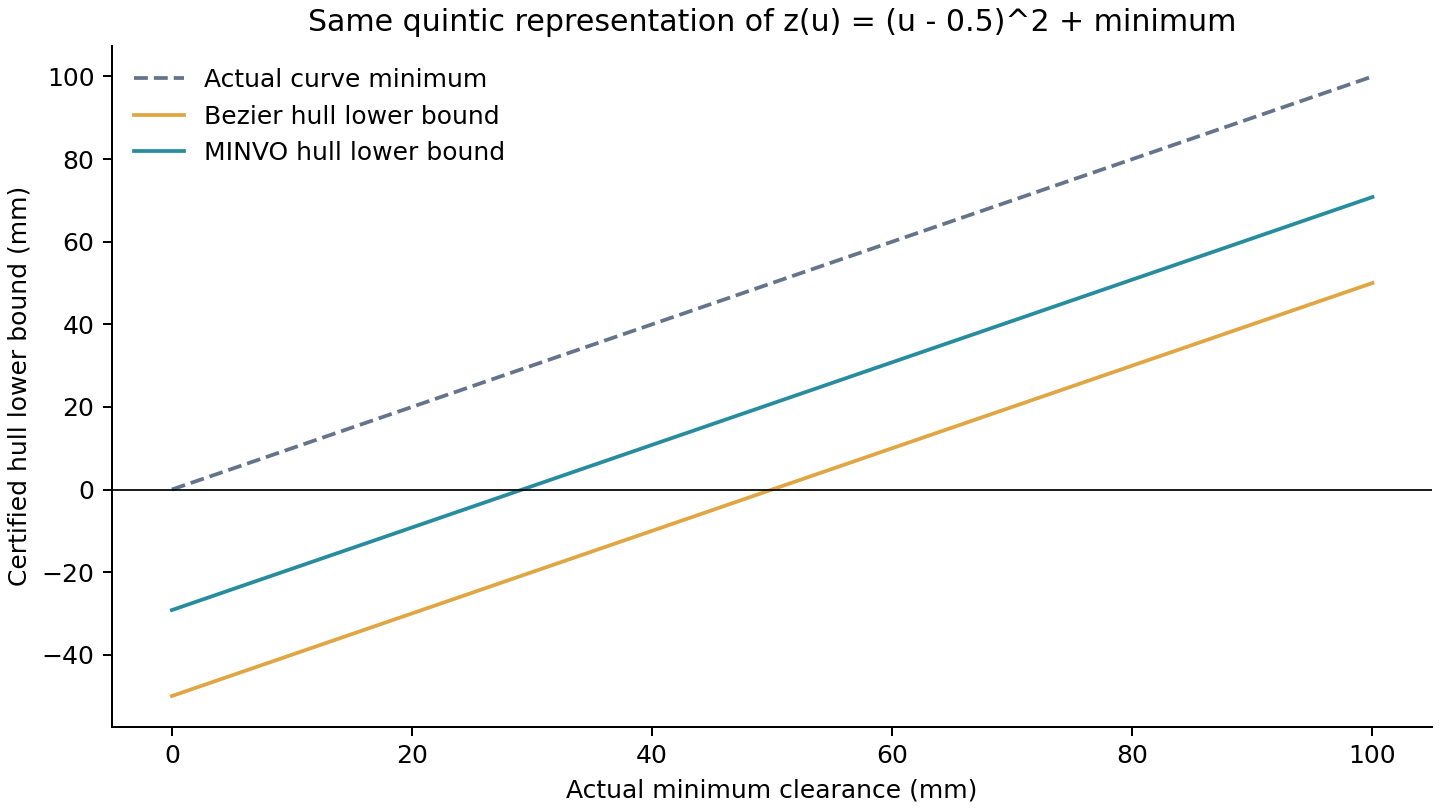 Same quintic representation of z(u) = (u - 0.5)^2 + minimum
Actual curve minimum
Bezier hull lower bound
MINVO hull lower bound
Certified hull lower bound (mm)
100
80
60
40
20
0
−20
−40
0 20 40 60 80 100
Actual minimum clearance (mm)